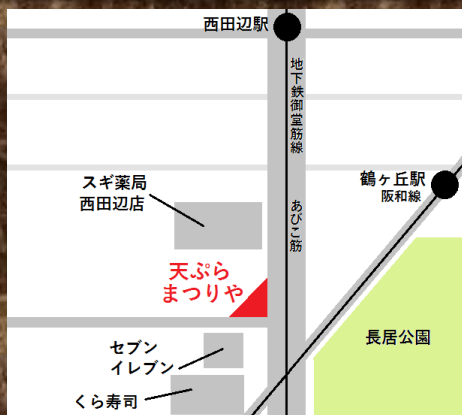 西田辺駅
地下鉄御堂筋線
鶴ヶ丘駅
阪和線
スギ薬局
西田辺店
あびこ筋
天ぷら
まつりや
長居公園
セブン
イレブン
くら寿司